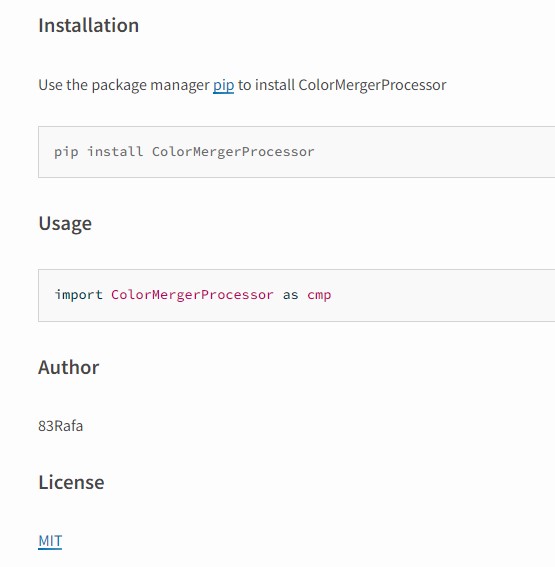 Installation
Use the package manager pip to install ColorMergerProcessor
pip install ColorMergerProcessor
Usage
import ColorMergerProcessor as cmp
Author
83Rafa
License
MIT